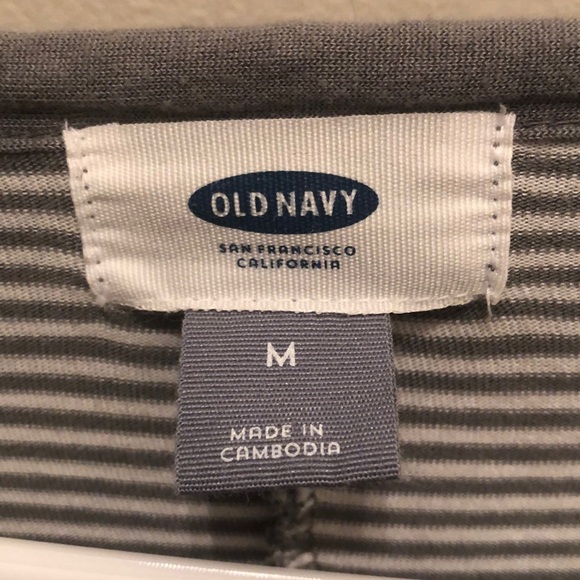 OLD NAVY
SAN FRANCISCO
CALIFORNIA
M
MADE IN
CAMBODIA